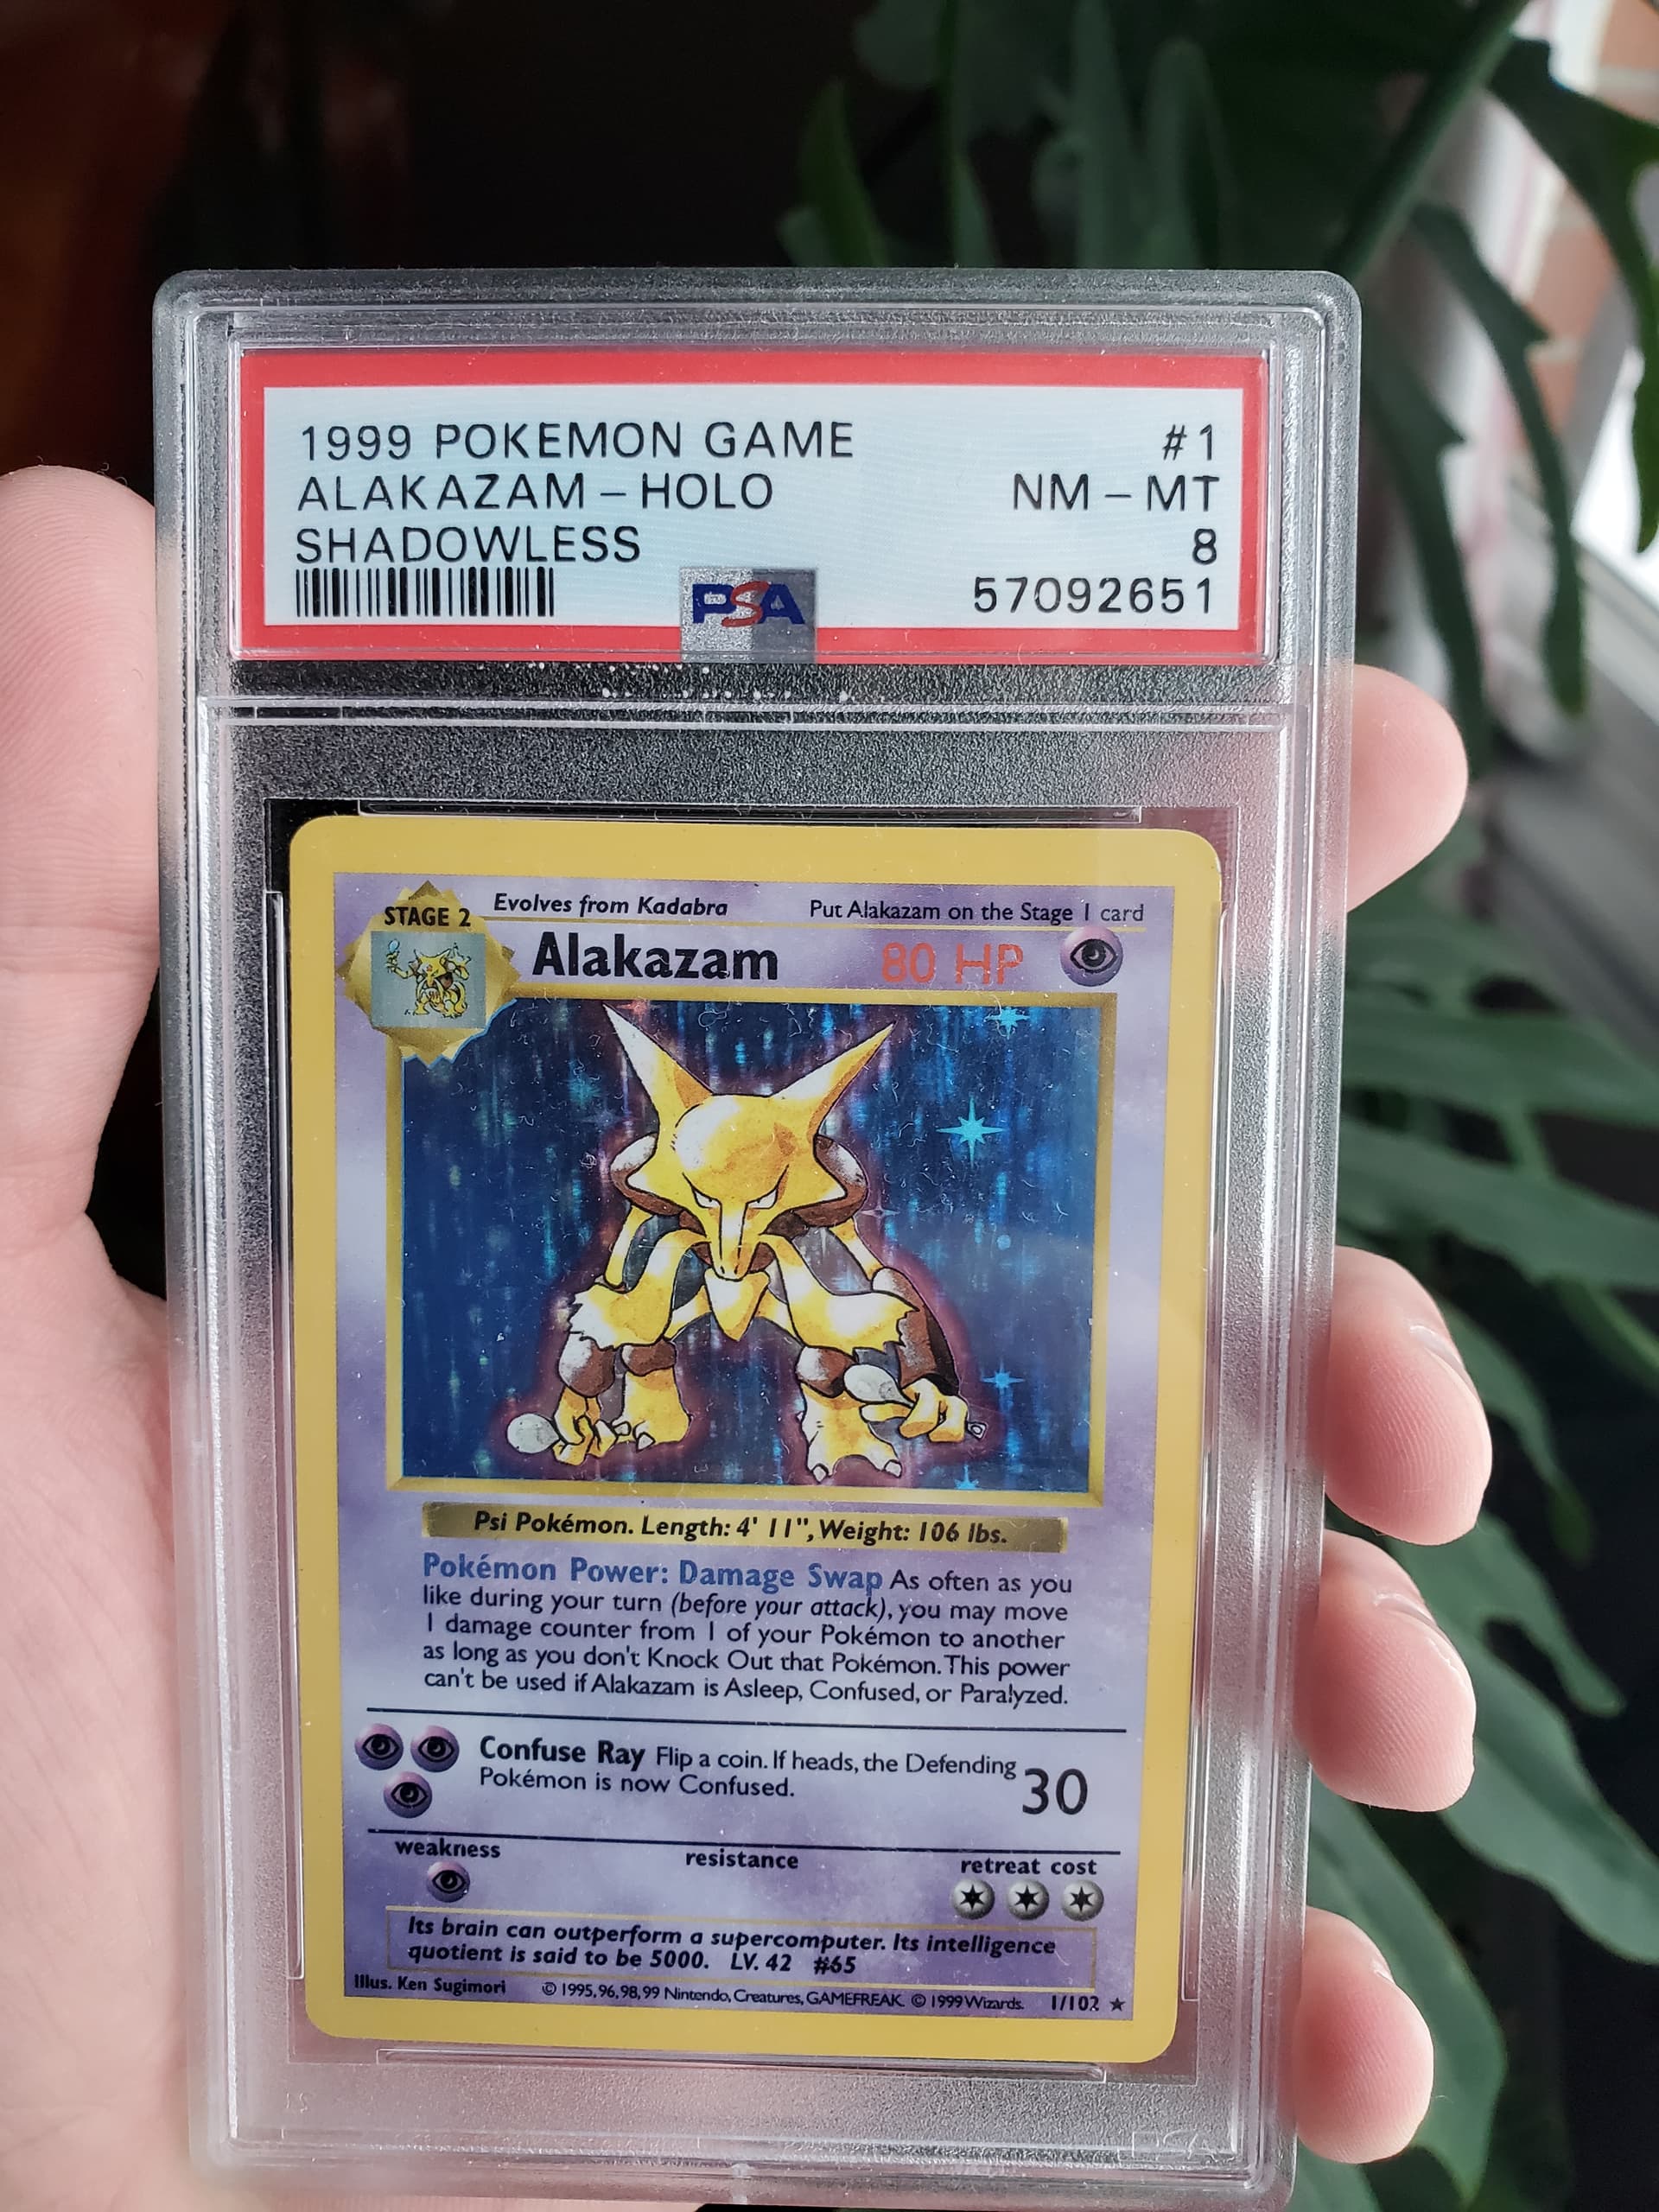 1999 POKEMON GAME #1
ALAKAZAM - HOLO NM - MT
SHADOWLESS 8
PSA 57092651
Evolves from Kadabra Put Alakazam on the Stage 1 card
STAGE 2
Alakazam 80 HP
Psi Pokémon. Length: 4' 11", Weight: 106 lbs.
Pokémon Power: Damage Swap As often as you
like during your turn (before your attack), you may move
1 damage counter from 1 of your Pokémon to another
as long as you don't Knock Out that Pokémon. This power
can't be used if Alakazam is Asleep, Confused, or Paralyzed.
Confuse Ray Flip a coin. If heads, the Defending
Pokémon is now Confused. 30
weakness resistance retreat cost
Its brain can outperform a supercomputer. Its intelligence
quotient is said to be 5000. LV. 42 #65
Illus. Ken Sugimori © 1995, 96, 98, 99 Nintendo, Creatures, GAMEFREAK. © 1999 Wizards. 1/102 ★
PSA